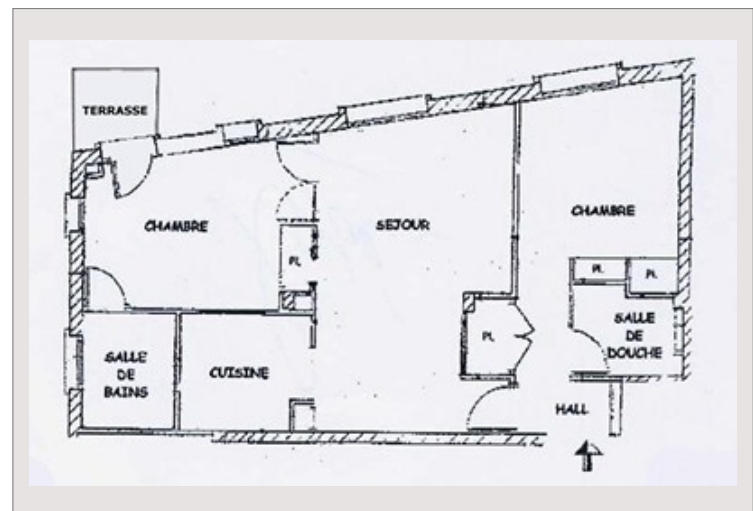 TERRASSE
CHAMBRE
SEJOUR
CHAMBRE
PL
PL
PL
PL
SALLE
DE
BAINS
CUISINE
SALLE
DE
DOUCHE
HALL